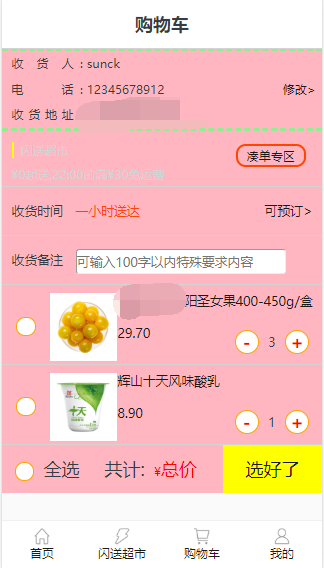 购物车
收 货 人：sunck
电 话：12345678912
修改>
收货地址
闪送超市
凑单专区
收货时间 一小时送达 可预订>
收货备注 可输入100字以内特殊要求内容
阳圣女果400-450g/盒
29.70
- 3 +
辉山十天风味酸乳
8.90
- 1 +
全选 共计: ¥总价 选好了
首页 闪送超市 购物车 我的